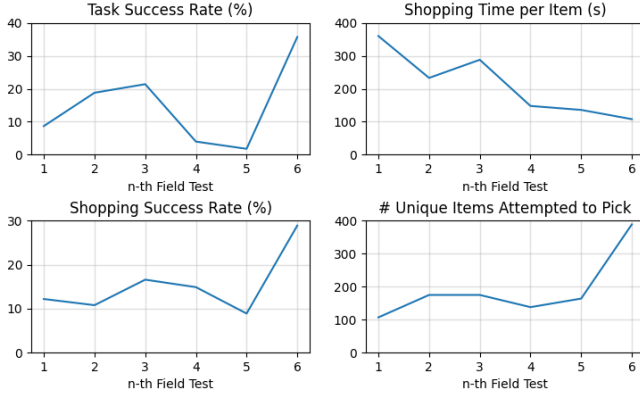 Task Success Rate (%)
40
30
20
10
0
1 2 3 4 5 6
n-th Field Test
Shopping Time per Item (s)
400
300
200
100
0
1 2 3 4 5 6
n-th Field Test
Shopping Success Rate (%)
30
20
10
0
1 2 3 4 5 6
n-th Field Test
# Unique Items Attempted to Pick
400
300
200
100
0
1 2 3 4 5 6
n-th Field Test